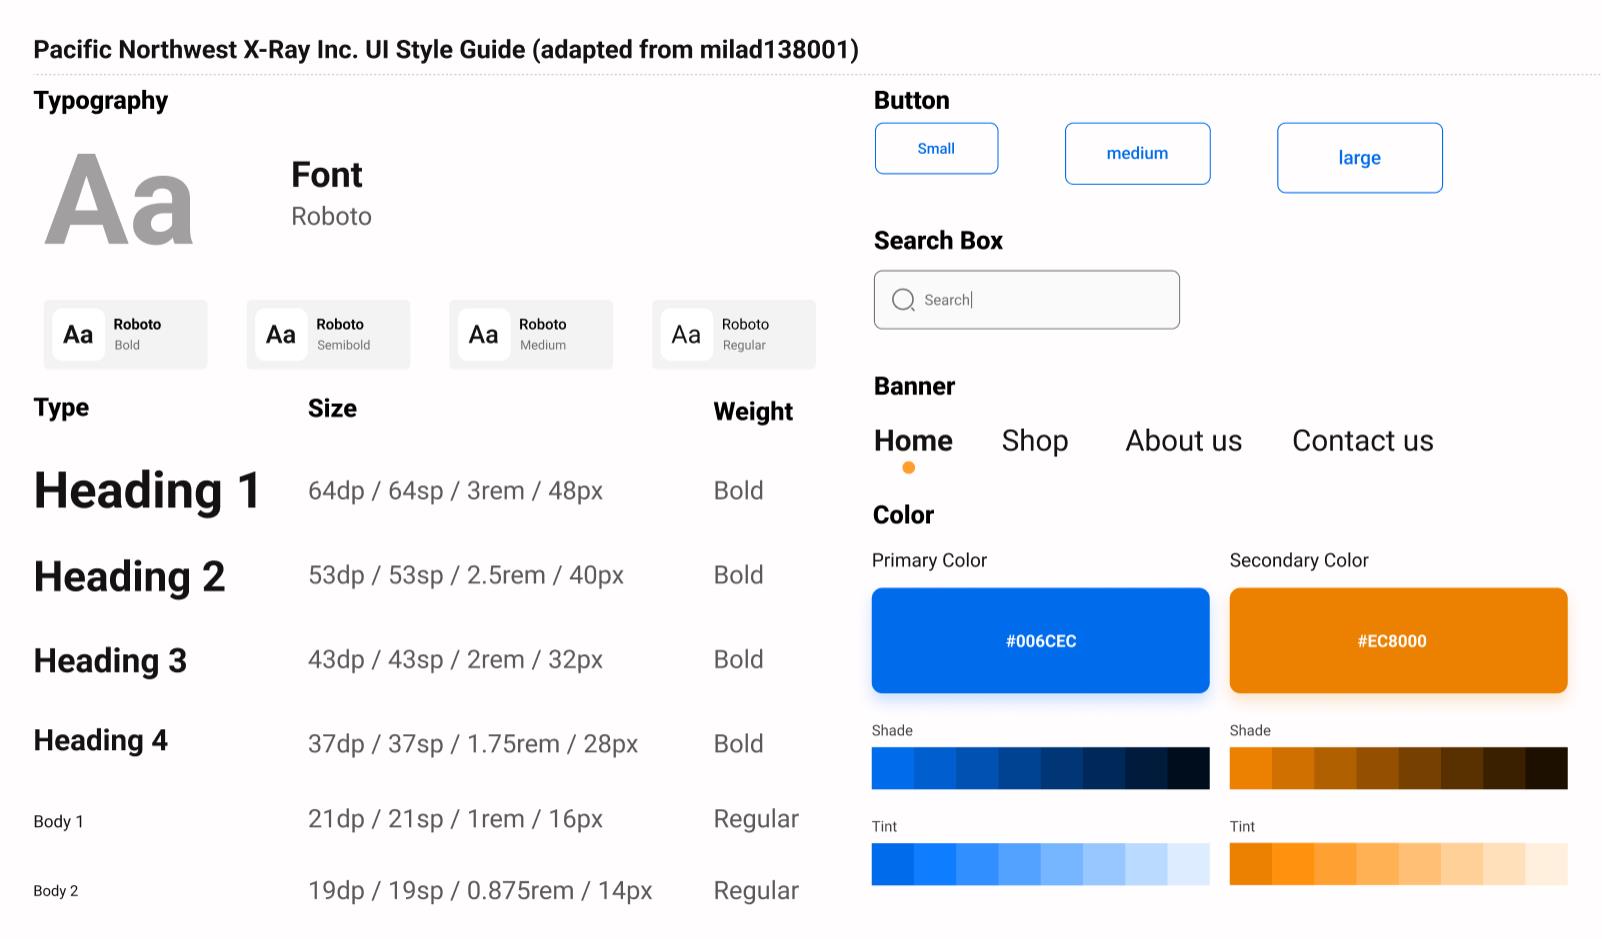 Pacific Northwest X-Ray Inc. UI Style Guide (adapted from milad138001)
Typography
Aa
Font
Roboto
Aa
Roboto
Bold
Aa
Roboto
Semibold
Aa
Roboto
Medium
Aa
Roboto
Regular
Type Size Weight
Heading 1 64dp / 64sp / 3rem / 48px Bold
Heading 2 53dp / 53sp / 2.5rem / 40px Bold
Heading 3 43dp / 43sp / 2rem / 32px Bold
Heading 4 37dp / 37sp / 1.75rem / 28px Bold
Body 1 21dp / 21sp / 1rem / 16px Regular
Body 2 19dp / 19sp / 0.875rem / 14px Regular
Button
Small medium large
Search Box
Search
Banner
Home Shop About us Contact us
Color
Primary Color
#006CEC
Shade
Tint
Secondary Color
#EC8000
Shade
Tint